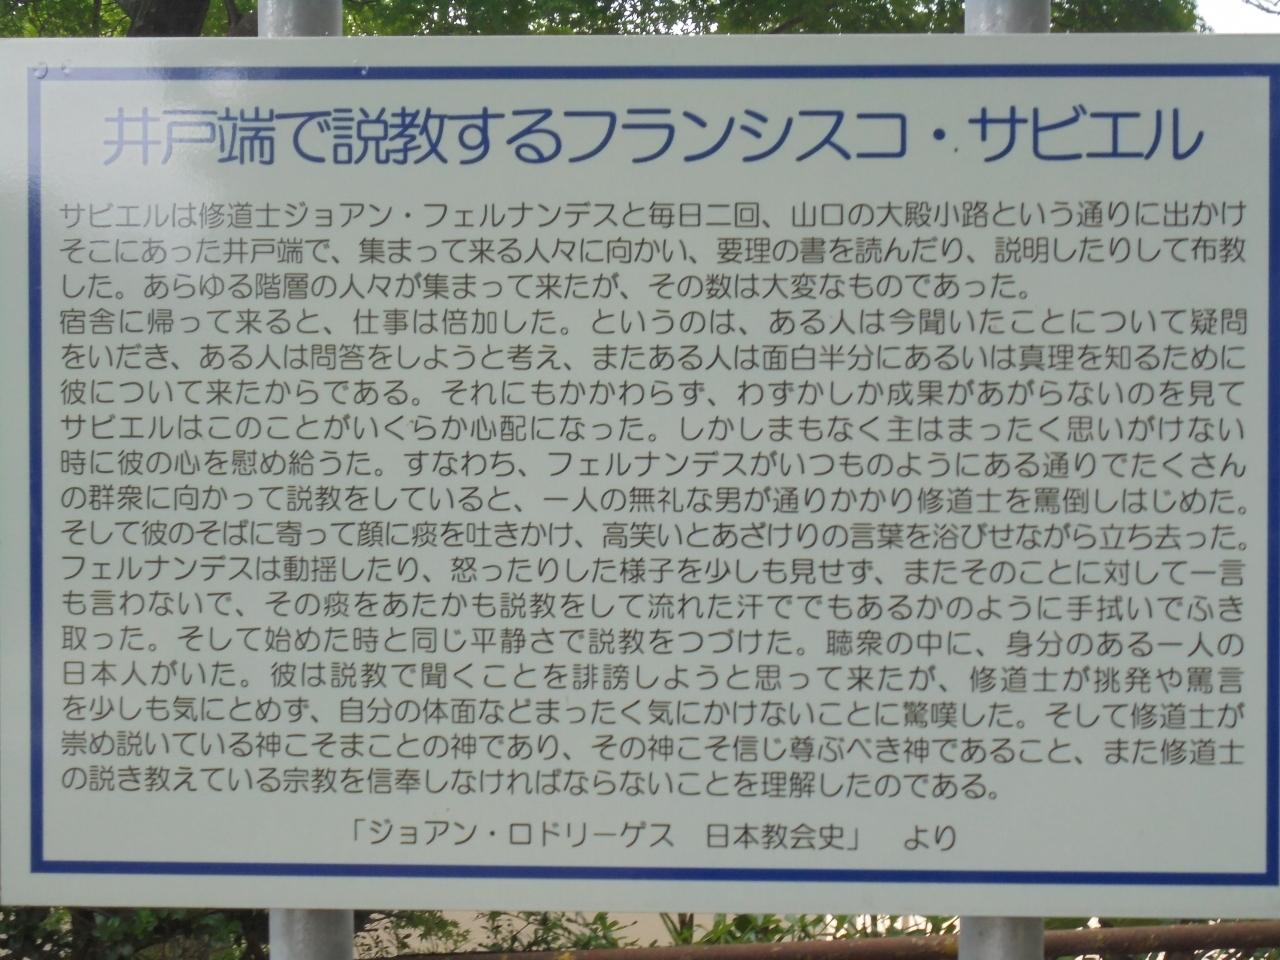 井戸端で説教するフランシスコ・サビエル
サビエルは修道士ジョアン・フェルナンデスと毎日二回、山口の大殿小路という通りに出かけ
そこにあった井戸端で、集まって来る人々に向かい、要理の書を読んだり、説明したりして布教
した。あらゆる階層の人々が集まって来たが、その数は大変なものであった。
宿舎に帰って来ると、仕事は倍加した。というのは、ある人は今聞いたことについて疑問
をいだき、ある人は問答をしようと考え、またある人は面白半分にあるいは真理を知るために
彼について来たからである。それにもかかわらず、わずかしか成果があがらないのを見て
サビエルはこのことがいくらか心配になった。しかしまもなく主はまったく思いがけない
時に彼の心を慰め給うた。すなわち、フェルナンデスがいつものようにある通りでたくさん
の群衆に向かって説教をしていると、一人の無礼な男が通りかかり修道士を罵倒しはじめた。
そして彼のそばに寄って顔に痰を吐きかけ、高笑いとあざけりの言葉を浴びせながら立ち去った。
フェルナンデスは動揺したり、怒ったりした様子を少しも見せず、またそのことに対して一言
も言わないで、その痰をあたかも説教をして流れた汗ででもあるかのように手拭いでふき
取った。そして始めた時と同じ平静さで説教をつづけた。聴衆の中に、身分のある一人の
日本人がいた。彼は説教で聞くことを誹謗しようと思って来たが、修道士が挑発や罵言
を少しも気にとめず、自分の体面などまったく気にかけないことに驚嘆した。そして修道士が
崇め説いている神こそまことの神であり、その神こそ信じ尊ぶべき神であること、また修道士
の説き教えている宗教を信奉しなければならないことを理解したのである。
「ジョアン・ロドリーゲス　日本教会史」　より